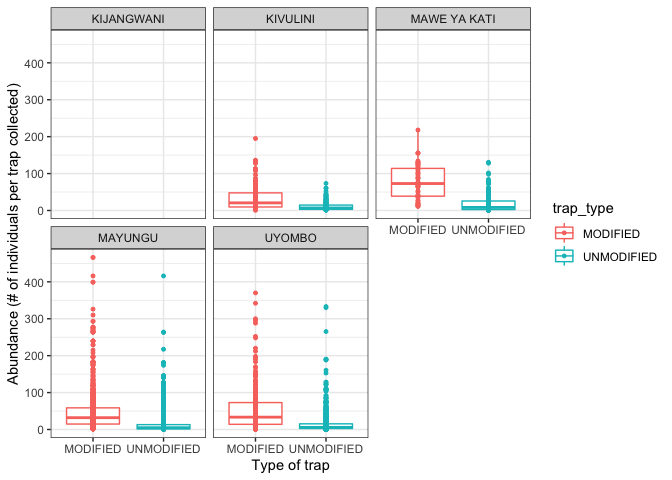 KIJANGWANI KIVULINI MAWE YA KATI
400
300
200
100
0
MODIFIED UNMODIFIED
MAYUNGU UYOMBO
400
300
200
100
0
MODIFIED UNMODIFIED MODIFIED UNMODIFIED
Type of trap
Abundance (# of individuals per trap collected)
trap_type
MODIFIED
UNMODIFIED